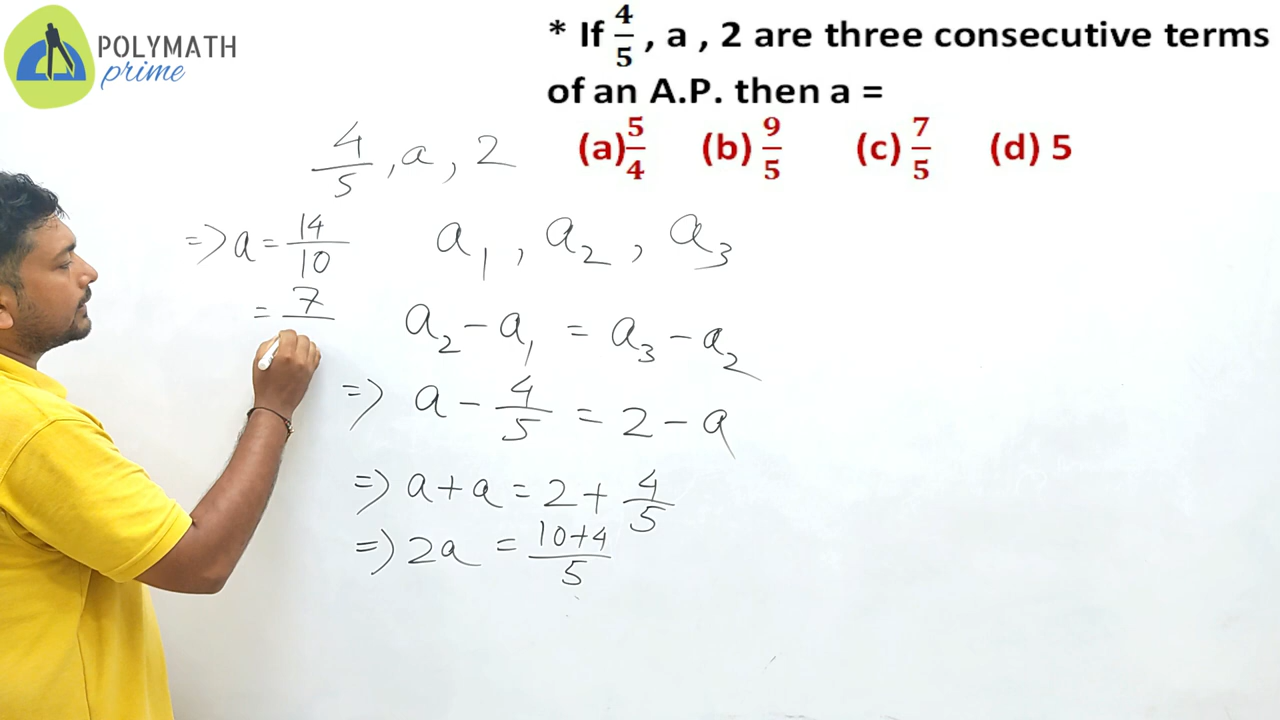 POLYMATH
prime
* If 4/5 , a , 2 are three consecutive terms
of an A.P. then a =
(a) 5/4 (b) 9/5 (c) 7/5 (d) 5
4/5 , a , 2
=> a = 14/10
= 7
a₁ , a₂ , a₃
a₂ - a₁ = a₃ - a₂
=> a - 4/5 = 2 - a
=> a + a = 2 + 4/5
=> 2a = 10+4/5